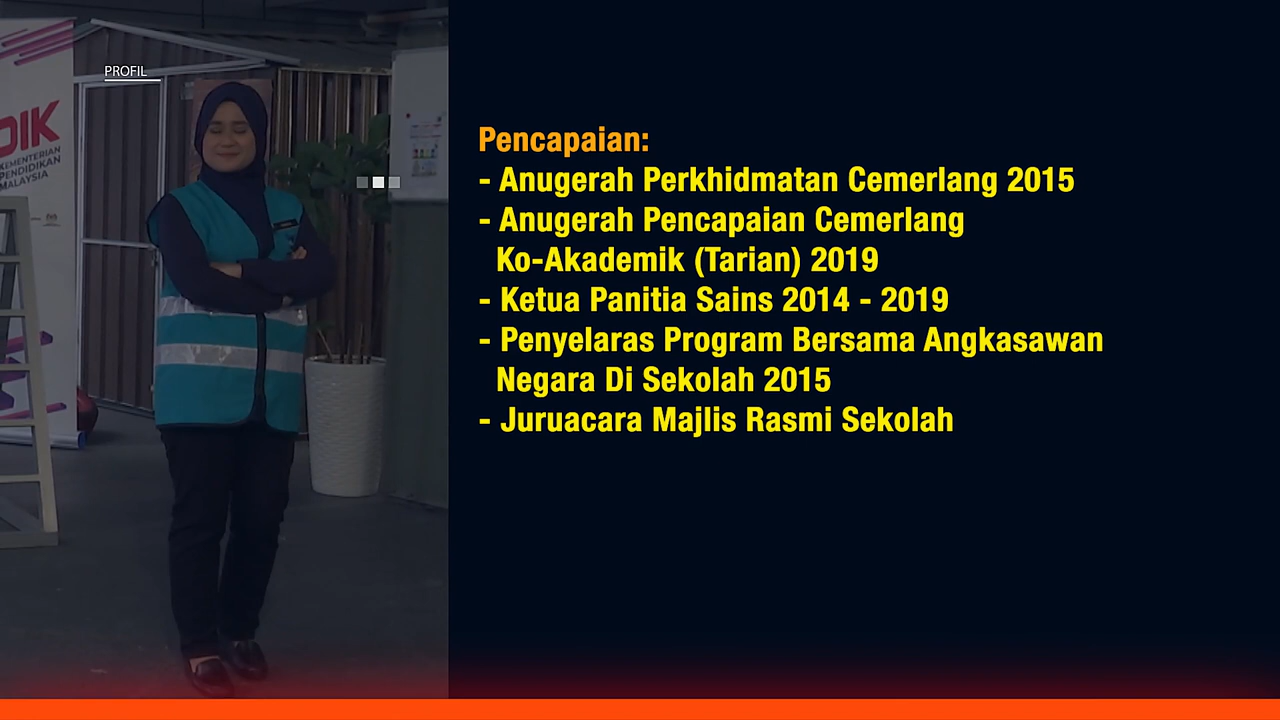 PROFIL
DIK
KEMENTERIAN
PENDIDIKAN
MALAYSIA
Pencapaian:
- Anugerah Perkhidmatan Cemerlang 2015
- Anugerah Pencapaian Cemerlang
Ko-Akademik (Tarian) 2019
- Ketua Panitia Sains 2014 - 2019
- Penyelaras Program Bersama Angkasawan
Negara Di Sekolah 2015
- Juruacara Majlis Rasmi Sekolah